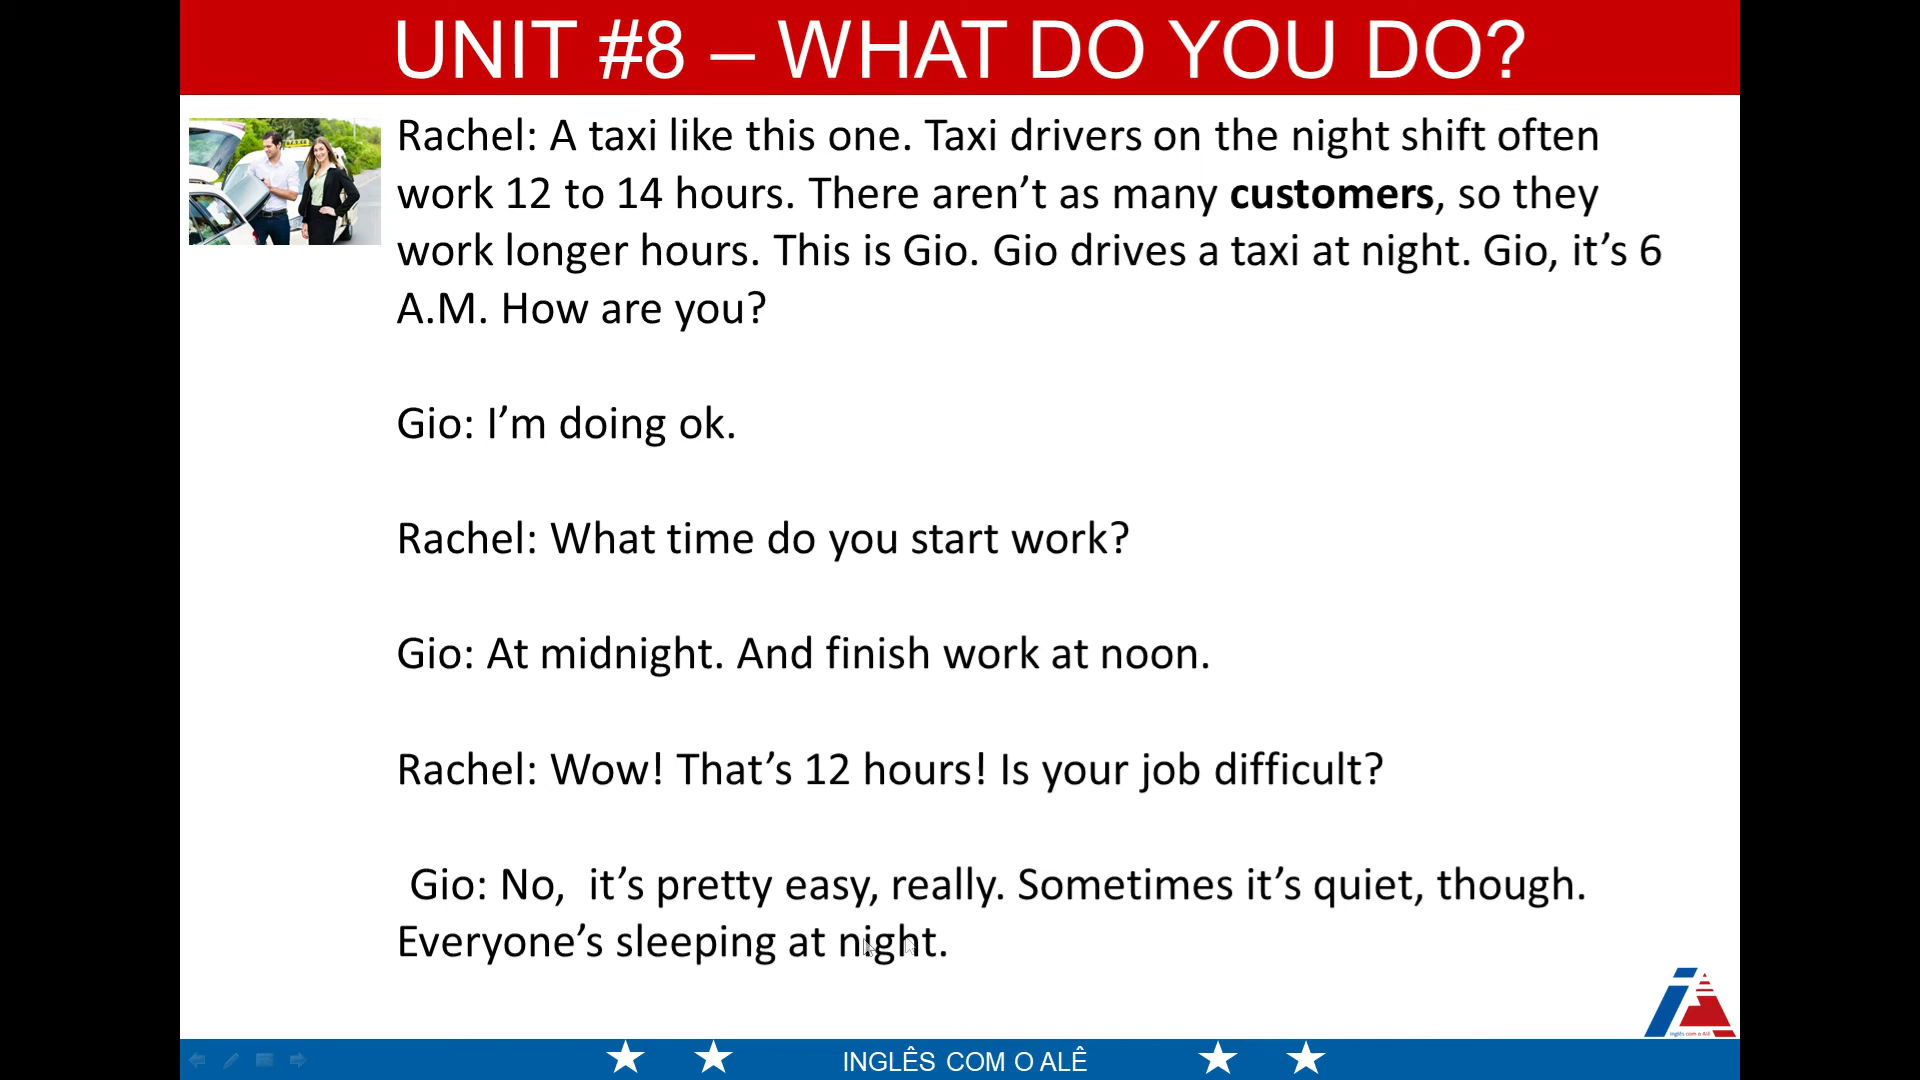 UNIT #8 – WHAT DO YOU DO?
Rachel: A taxi like this one. Taxi drivers on the night shift often
work 12 to 14 hours. There aren’t as many customers, so they
work longer hours. This is Gio. Gio drives a taxi at night. Gio, it’s 6
A.M. How are you?
Gio: I’m doing ok.
Rachel: What time do you start work?
Gio: At midnight. And finish work at noon.
Rachel: Wow! That’s 12 hours! Is your job difficult?
Gio: No,  it’s pretty easy, really. Sometimes it’s quiet, though.
Everyone’s sleeping at night.
inglês com o Alê
INGLÊS COM O ALÊ